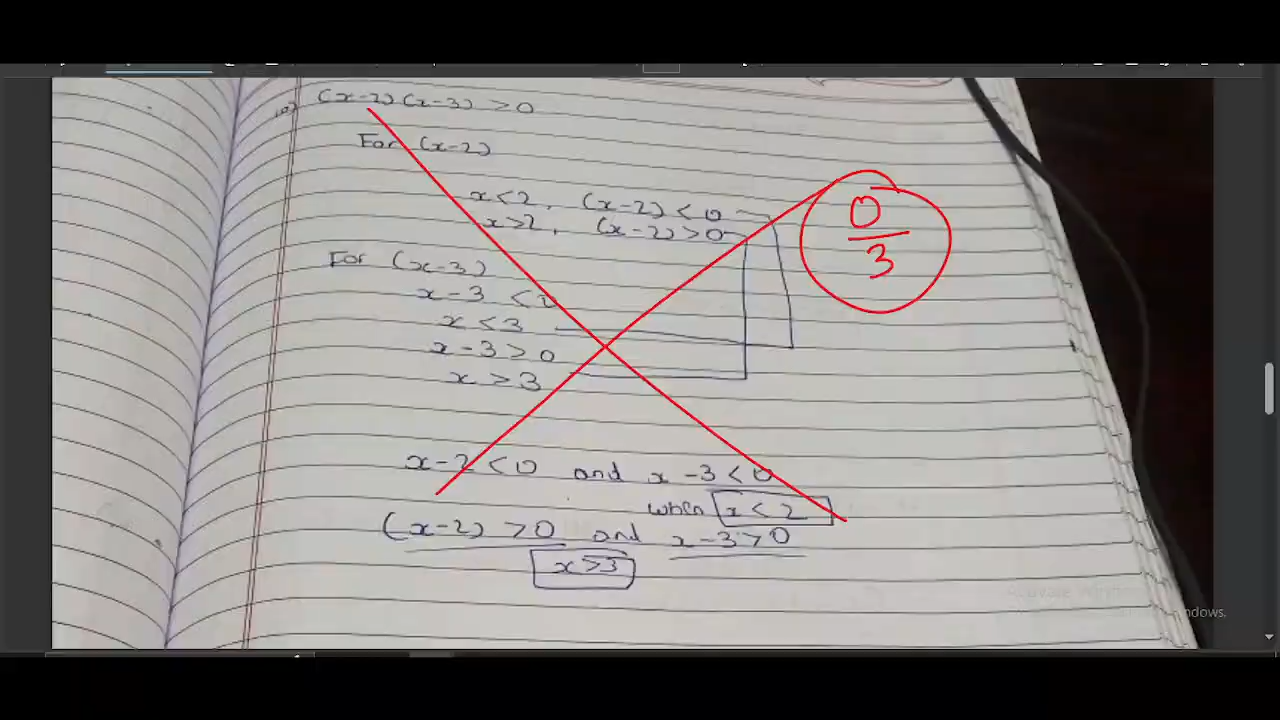 (x-2)(x-3) >0
For (x-2)
x<2, (x-2)<0
x>2, (x-2)>0
0
3
For (x-3)
x-3 <
x<3
x-3>0
x>3
x-2<0 and x-3<0
when x<2
(x-2) >0 and x-3>0
x>3